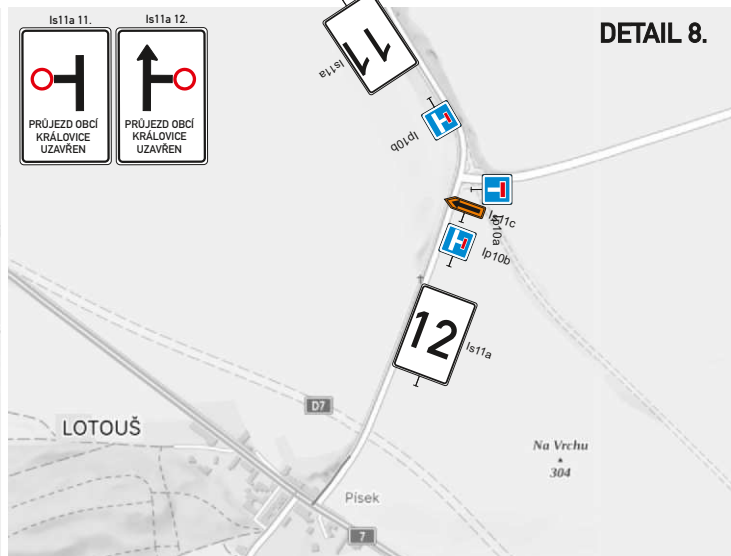 Is11a 11.
Is11a 12.
DETAIL 8.
PRŮJEZD OBCÍ
KRÁLOVICE
UZAVŘEN
PRŮJEZD OBCÍ
KRÁLOVICE
UZAVŘEN
11
Is11a
Ip10b
Is11c
Ip10a
Ip10b
12
Is11a
D7
LOTOUŠ
Na Vrchu
304
Písek
7